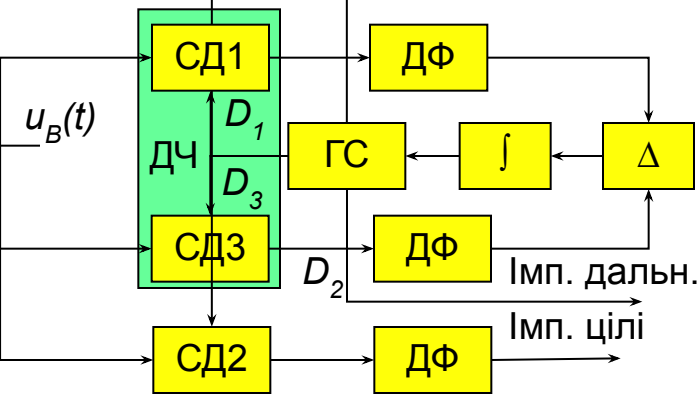 СД1
ДФ
u_B(t)
D_1
ДЧ
ГС
∫
Δ
D_3
СД3
ДФ
D_2
Імп. дальн.
Імп. цілі
СД2
ДФ